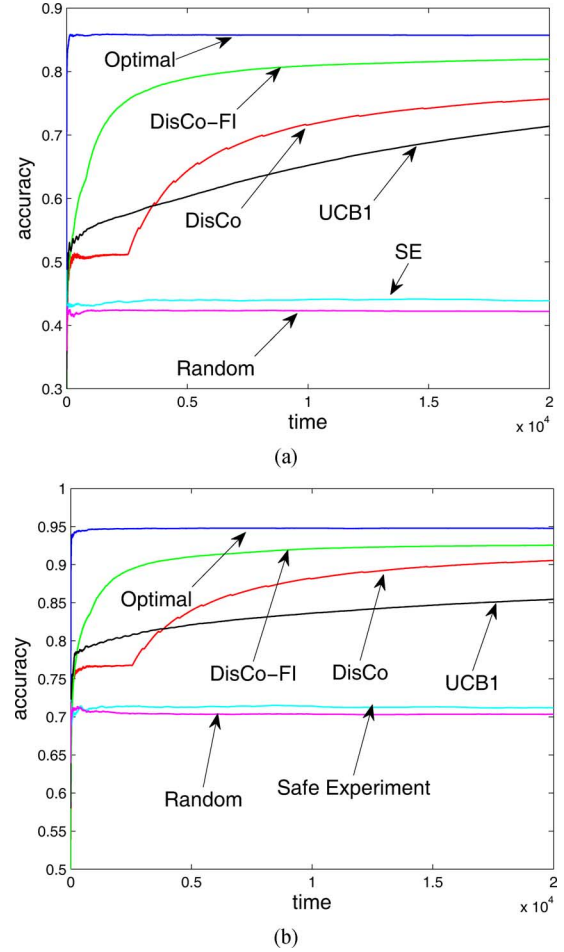 0.9
Optimal
0.8
DisCo-FI
0.7
accuracy
DisCo
UCB1
0.6
SE
0.5
0.4
Random
0.3
0
0.5
1
1.5
2
time
x 10^4
(a)
1
0.95
Optimal
0.9
0.85
accuracy
0.8
DisCo-FI
DisCo
UCB1
0.75
0.7
Random
Safe Experiment
0.65
0.6
0.55
0.5
0
0.5
1
1.5
2
time
x 10^4
(b)